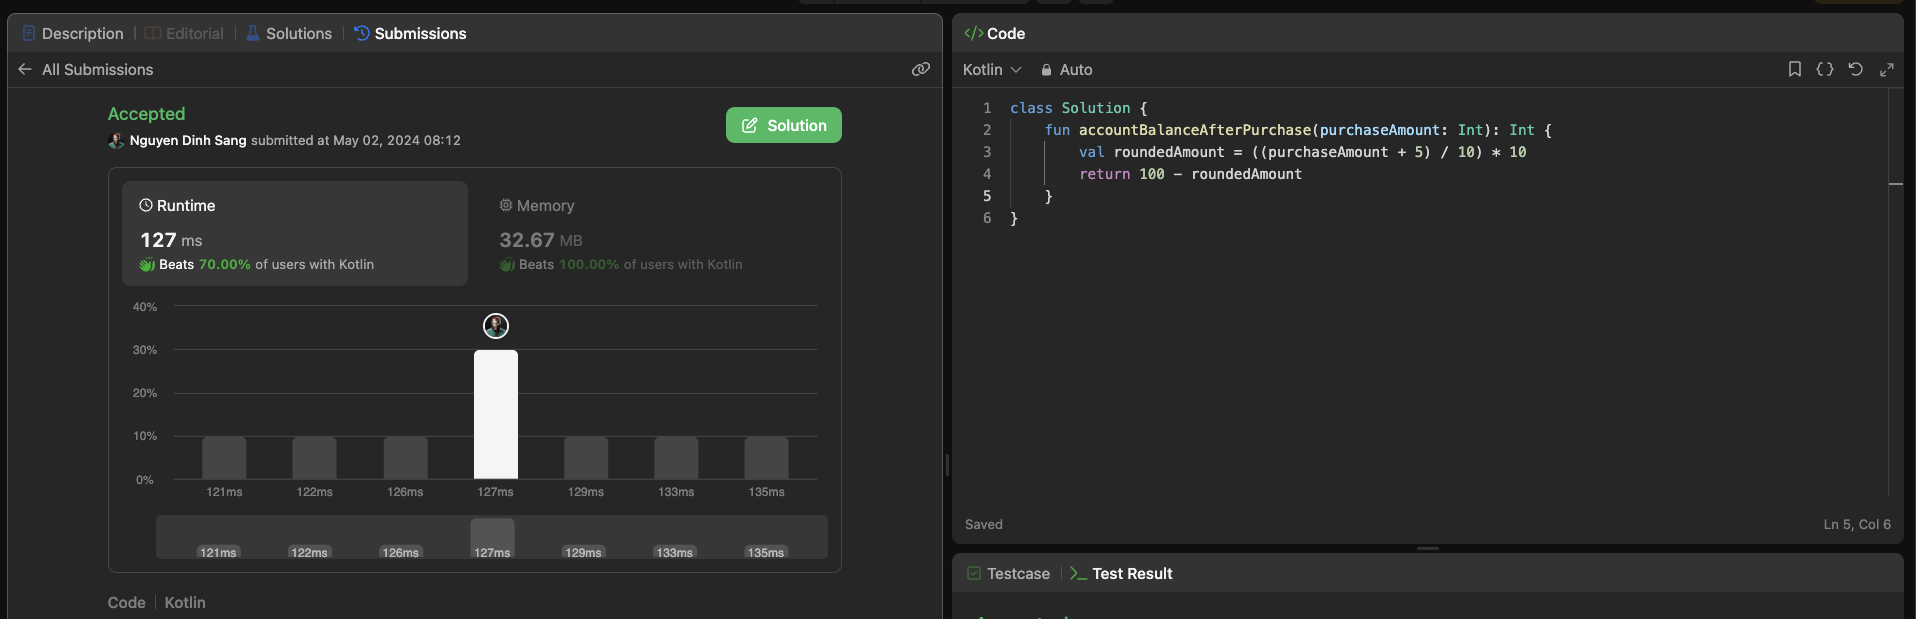 Description | Editorial | Solutions | Submissions
All Submissions
Accepted
Nguyen Dinh Sang submitted at May 02, 2024 08:12
Solution
Runtime
127 ms
Beats 70.00% of users with Kotlin
Memory
32.67 MB
Beats 100.00% of users with Kotlin
40%
30%
20%
10%
0%
121ms 122ms 126ms 127ms 129ms 133ms 135ms
121ms 122ms 126ms 127ms 129ms 133ms 135ms
Code | Kotlin
</> Code
Kotlin Auto
1 class Solution {
2 fun accountBalanceAfterPurchase(purchaseAmount: Int): Int {
3 val roundedAmount = ((purchaseAmount + 5) / 10) * 10
4 return 100 - roundedAmount
5 }
6 }
Saved Ln 5, Col 6
Testcase | >_ Test Result